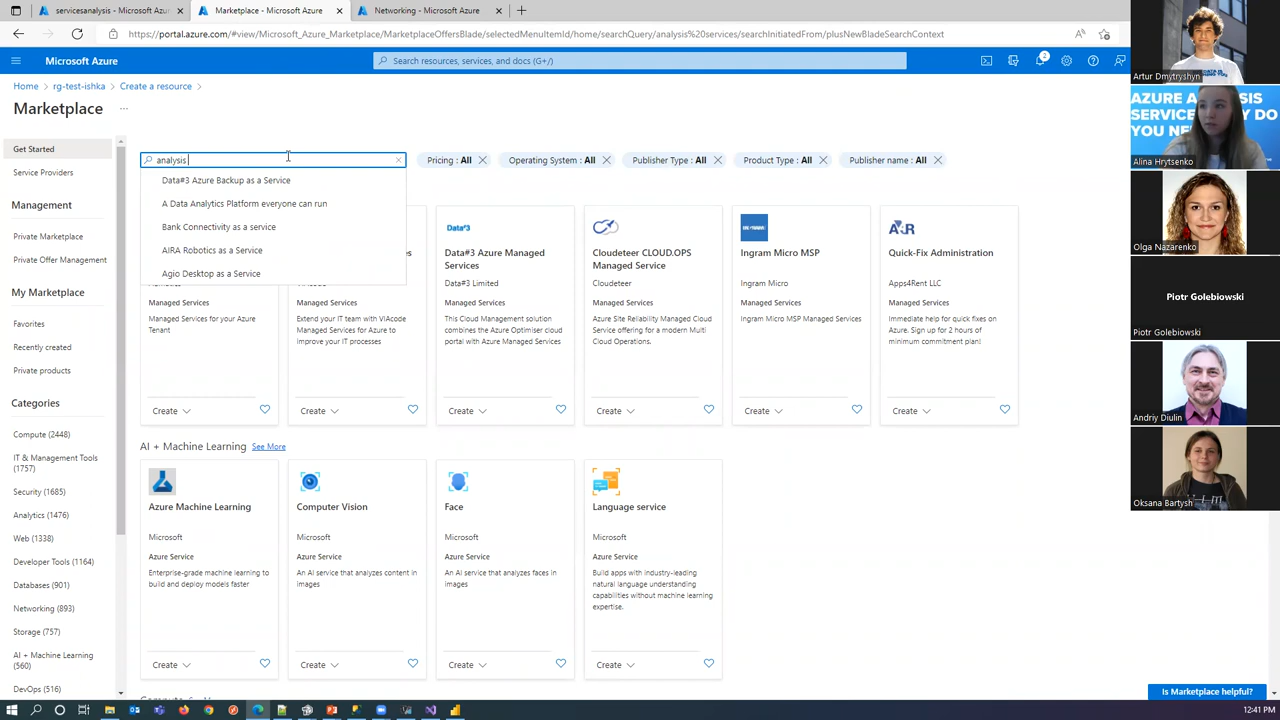 servicesanalysis - Microsoft Azu
Marketplace - Microsoft Azure
Networking - Microsoft Azure
https://portal.azure.com/#view/Microsoft_Azure_Marketplace/MarketplaceOffersBlade/selectedMenuItemId/home/searchQuery/analysis%20services/searchInitiatedFrom/plusNewBladeSearchContext
Microsoft Azure
Search resources, services, and docs (G+/)
2
Home > rg-test-ishka > Create a resource >
Marketplace ...
Get Started
Service Providers
Management
Private Marketplace
Private Offer Management
My Marketplace
Favorites
Recently created
Private products
Categories
Compute (2448)
IT & Management Tools
(1757)
Security (1685)
Analytics (1476)
Web (1338)
Developer Tools (1164)
Databases (901)
Networking (893)
Storage (757)
AI + Machine Learning
(560)
DevOps (516)
analysis
Pricing : All
Operating System : All
Publisher Type : All
Product Type : All
Publisher name : All
Data#3 Azure Backup as a Service
A Data Analytics Platform everyone can run
Bank Connectivity as a service
AIRA Robotics as a Service
Agio Desktop as a Service
Managed Services
Managed Services for your Azure
Tenant
Create
Managed Services
Extend your IT team with VIAcode
Managed Services for Azure to
improve your IT processes
Create
Data#3
Data#3 Azure Managed
Services
Data#3 Limited
Managed Services
This Cloud Management solution
combines the Azure Optimiser cloud
portal with Azure Managed Services
Create
Cloudeteer CLOUD.OPS
Managed Service
Cloudeteer
Managed Services
Azure Site Reliability Managed Cloud
Service offering for a modern Multi
Cloud Operations.
Create
Ingram Micro MSP
Ingram Micro
Managed Services
Ingram Micro MSP Managed Services
Create
Quick-Fix Administration
Apps4Rent LLC
Managed Services
Immediate help for quick fixes on
Azure. Sign up for 2 hours of
minimum commitment plan!
Create
AI + Machine Learning See More
Azure Machine Learning
Microsoft
Azure Service
Enterprise-grade machine learning to
build and deploy models faster
Create
Computer Vision
Microsoft
Azure Service
An AI service that analyzes content in
images
Create
Face
Microsoft
Azure Service
An AI service that analyzes faces in
images
Create
Language service
Microsoft
Azure Service
Build apps with industry-leading
natural language understanding
capabilities without machine learning
expertise.
Create
Is Marketplace helpful?
12:41 PM
Artur Dmytryshyn
AZURE A SIS
SERVICE Y DO
YOU NE
Alina Hrytsenko
Olga Nazarenko
Piotr Golebiowski
Piotr Golebiowski
Andriy Diulin
Oksana Bartysh